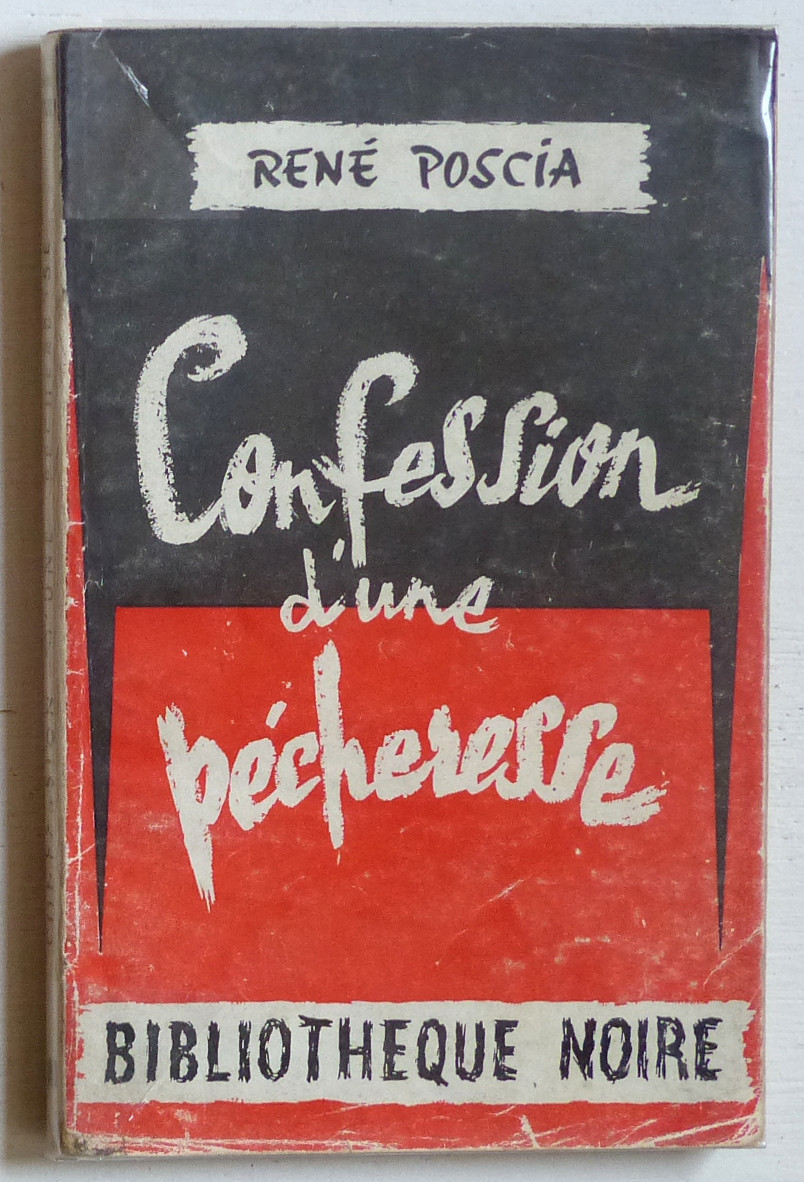 RENÉ POSCIA
Confession
d'une
pécheresse
BIBLIOTHEQUE NOIRE